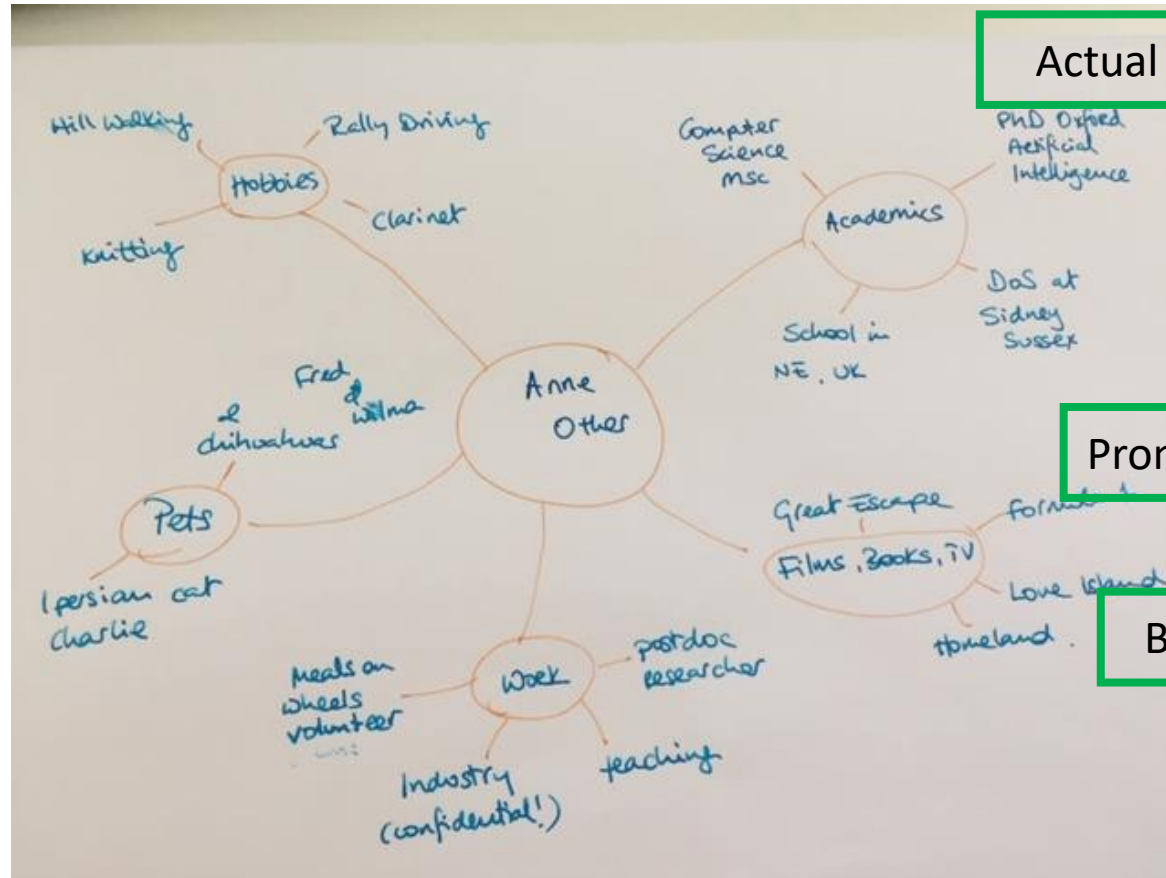 Actual
Hill Walking
Rally Driving
Hobbies
Knitting
Clarinet
Computer
Science
MSC
PhD Oxford
Artificial
Intelligence
Academics
DoS at
Sidney
Sussex
School in
NE, UK
Anne
Other
Fred
&
Wilma
2
chihuahuas
Pets
1 persian cat
Charlie
Pron
Great Escape
Films, Books, TV
Love Island
Homeland.
B
Meals on
wheels
volunteer
Work
postdoc
researcher
Industry
(confidential!)
teaching